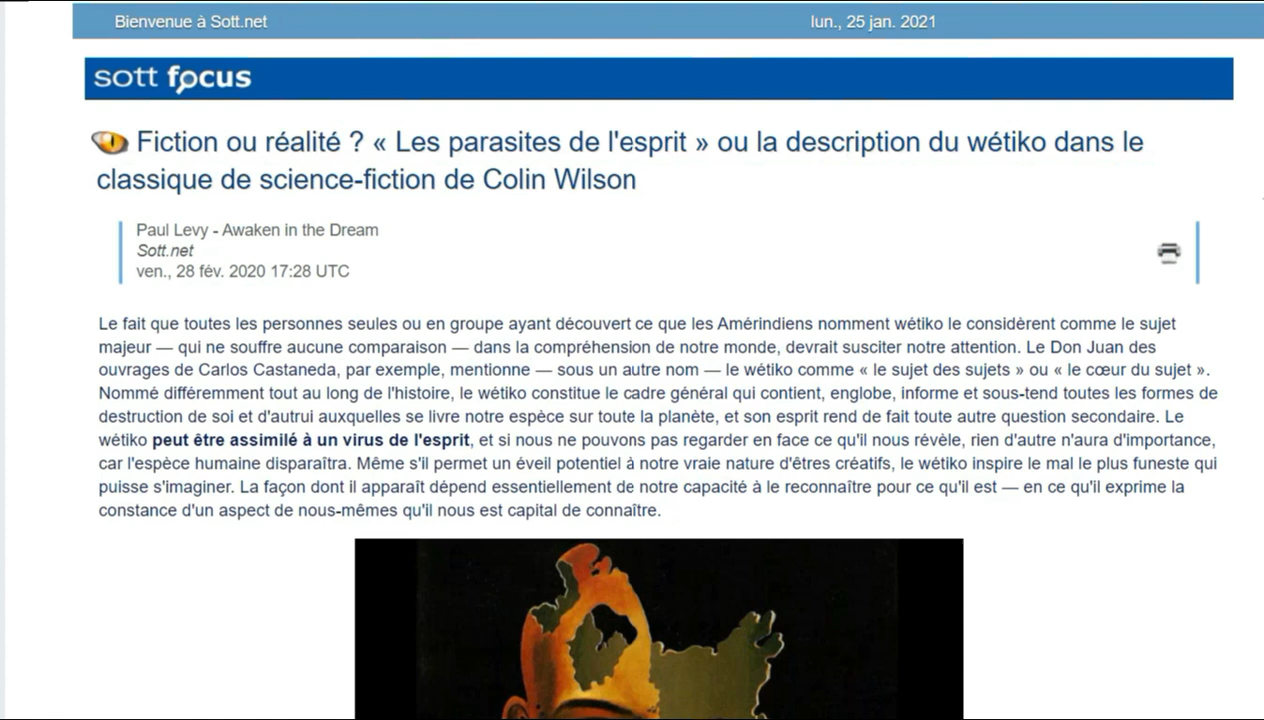 Bienvenue à Sott.net
lun., 25 jan. 2021
sott focus
Fiction ou réalité ? « Les parasites de l'esprit » ou la description du wétiko dans le
classique de science-fiction de Colin Wilson
Paul Levy - Awaken in the Dream
Sott.net
ven., 28 fév. 2020 17:28 UTC
Le fait que toutes les personnes seules ou en groupe ayant découvert ce que les Amérindiens nomment wétiko le considèrent comme le sujet
majeur — qui ne souffre aucune comparaison — dans la compréhension de notre monde, devrait susciter notre attention. Le Don Juan des
ouvrages de Carlos Castaneda, par exemple, mentionne — sous un autre nom — le wétiko comme « le sujet des sujets » ou « le cœur du sujet ».
Nommé différemment tout au long de l'histoire, le wétiko constitue le cadre général qui contient, englobe, informe et sous-tend toutes les formes de
destruction de soi et d'autrui auxquelles se livre notre espèce sur toute la planète, et son esprit rend de fait toute autre question secondaire. Le
wétiko peut être assimilé à un virus de l'esprit, et si nous ne pouvons pas regarder en face ce qu'il nous révèle, rien d'autre n'aura d'importance,
car l'espèce humaine disparaîtra. Même s'il permet un éveil potentiel à notre vraie nature d'êtres créatifs, le wétiko inspire le mal le plus funeste qui
puisse s'imaginer. La façon dont il apparaît dépend essentiellement de notre capacité à le reconnaître pour ce qu'il est — en ce qu'il exprime la
constance d'un aspect de nous-mêmes qu'il nous est capital de connaître.